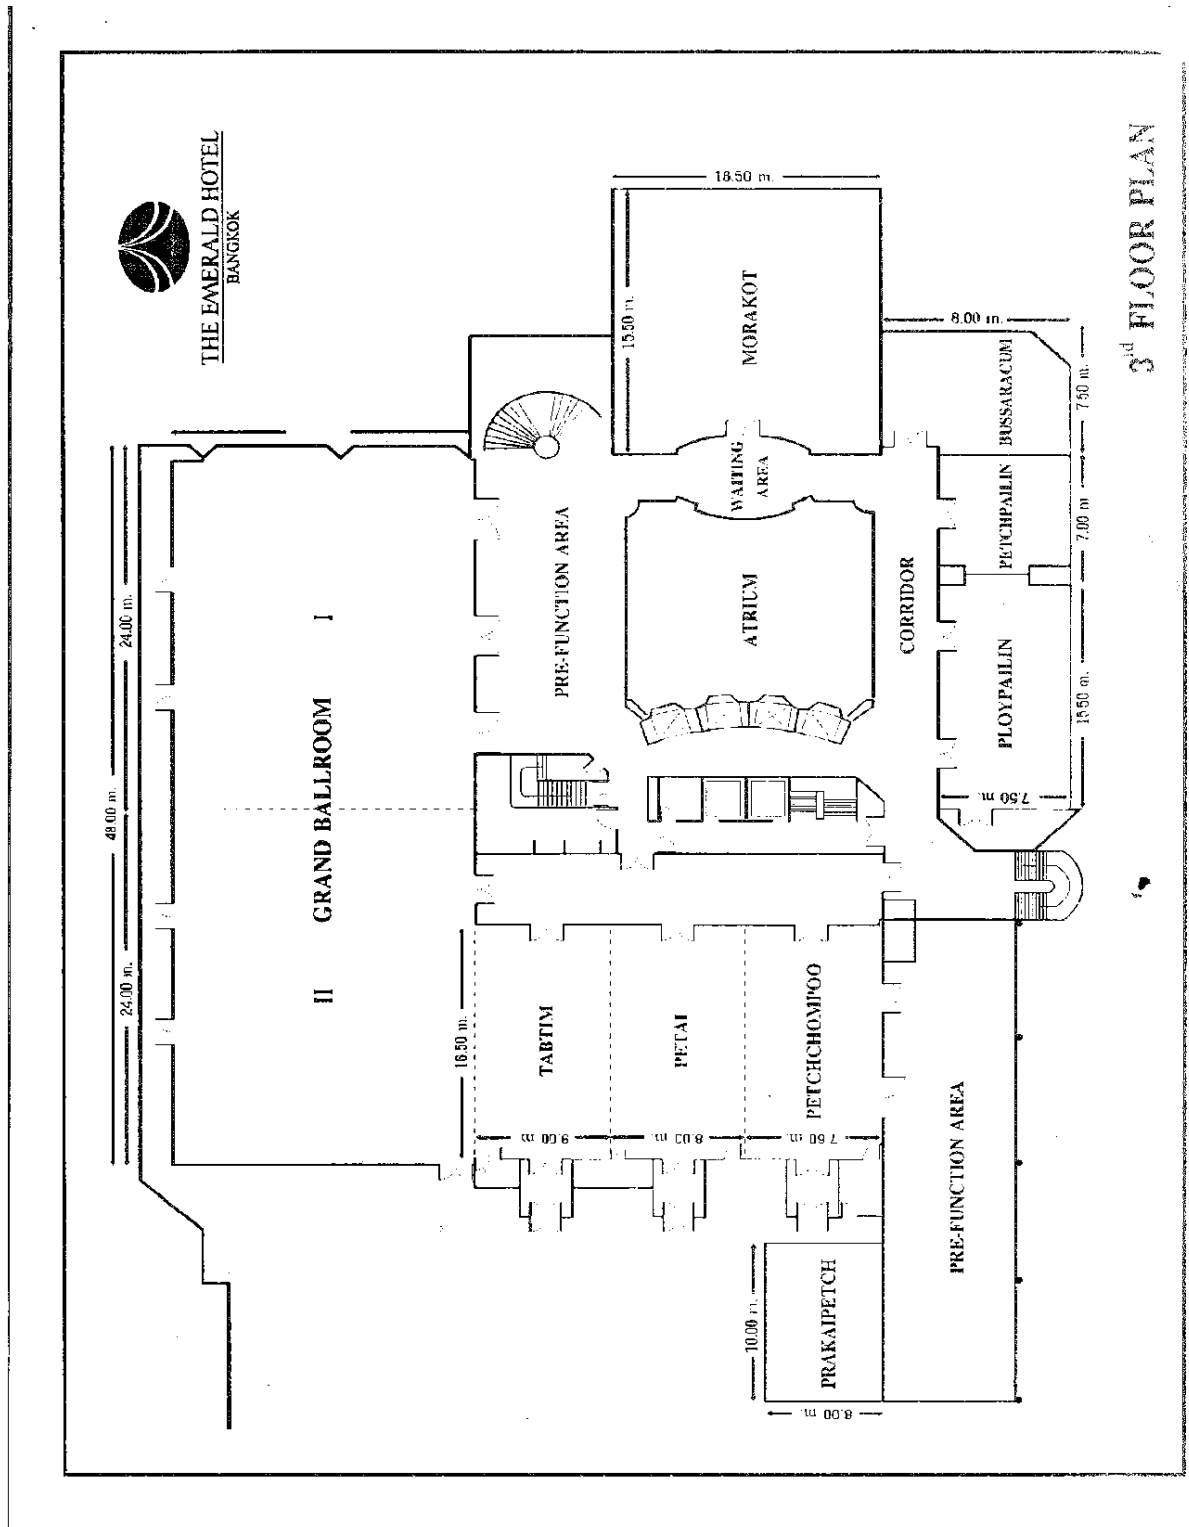 THE EMERALD HOTEL
BANGKOK
48.00 m.
24.00 m.
24.00 m.
II GRAND BALLROOM I
16.50 m.
TABTIM
9.00 m.
PETAI
8.00 m.
PETCHCHOMPOO
7.50 m.
PRE-FUNCTION AREA
ATRIUM
WAITING
AREA
MORAKOT
15.50 m.
18.50 m.
10.00 m.
PRAKAIPETCH
8.00 m.
PRE-FUNCTION AREA
CORRIDOR
PLOYPAILIN
PETCHPAILIN
BUSSARACUM
8.00 m.
7.50 m.
15.50 m.
7.00 m
7.50 m.
3rd FLOOR PLAN